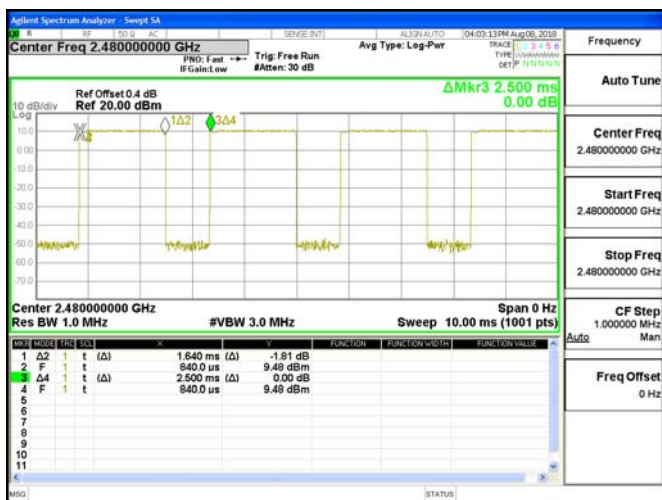 Agilent Spectrum Analyzer - Swept SA
R RF 50 Ω AC SENSE:INT ALIGN AUTO 04:03:13 PM Aug 08, 2018
Center Freq 2.480000000 GHz
PNO: Fast
IFGain:Low
Trig: Free Run
#Atten: 30 dB
Avg Type: Log-Pwr
TRACE 1 2 3 4 5 6
TYPE
DET P N N N N N
Frequency
Auto Tune
Center Freq
2.480000000 GHz
Start Freq
2.480000000 GHz
Stop Freq
2.480000000 GHz
CF Step
1.000000 MHz
Auto Man
Freq Offset
0 Hz
ΔMkr3 2.500 ms
0.00 dB
Ref Offset 0.4 dB
Ref 20.00 dBm
10 dB/div
Log
10.0
0.00
-10.0
-20.0
-30.0
-40.0
-50.0
-60.0
-70.0
1Δ2
3Δ4
Center 2.480000000 GHz Span 0 Hz
Res BW 1.0 MHz #VBW 3.0 MHz Sweep 10.00 ms (1001 pts)
MKR MODE TRC SCL X Y FUNCTION FUNCTION WIDTH FUNCTION VALUE
1 Δ2 1 t (Δ) 1.640 ms (Δ) -1.81 dB
2 F 1 t 840.0 µs 9.48 dBm
3 Δ4 1 t (Δ) 2.500 ms (Δ) 0.00 dB
4 F 1 t 840.0 µs 9.48 dBm
5
6
7
8
9
10
11
MSG STATUS